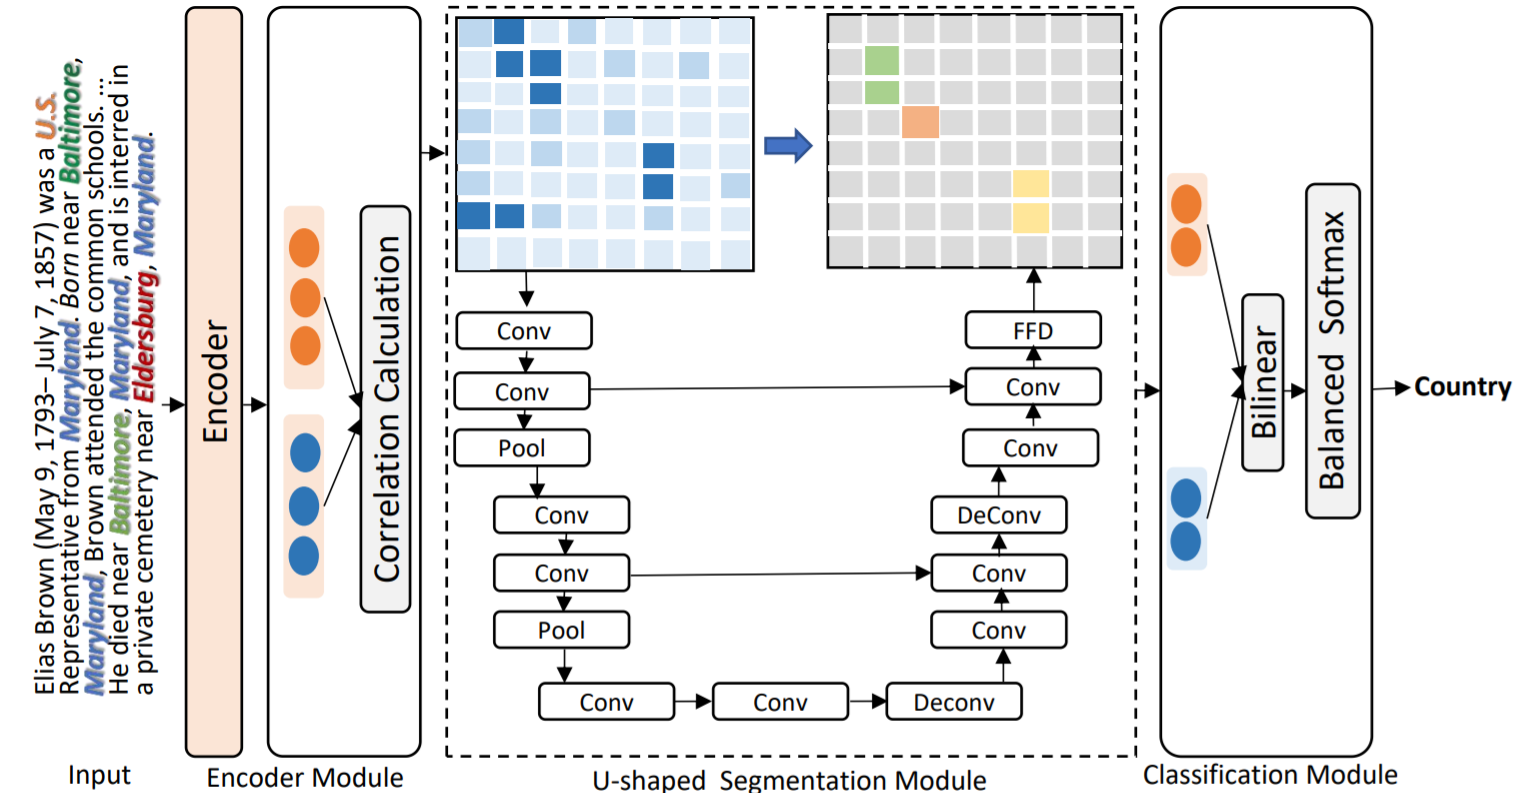 Elias Brown (May 9, 1793– July 7, 1857) was a U.S.
Representative from Maryland. Born near Baltimore,
Maryland, Brown attended the common schools. ...
He died near Baltimore, Maryland, and is interred in
a private cemetery near Eldersburg, Maryland.
Input
Encoder
Correlation Calculation
Encoder Module
Conv
Conv
Pool
Conv
Conv
Pool
Conv
Conv
Deconv
Conv
Conv
DeConv
Conv
Conv
FFD
U-shaped Segmentation Module
Bilinear
Balanced Softmax
Classification Module
Country